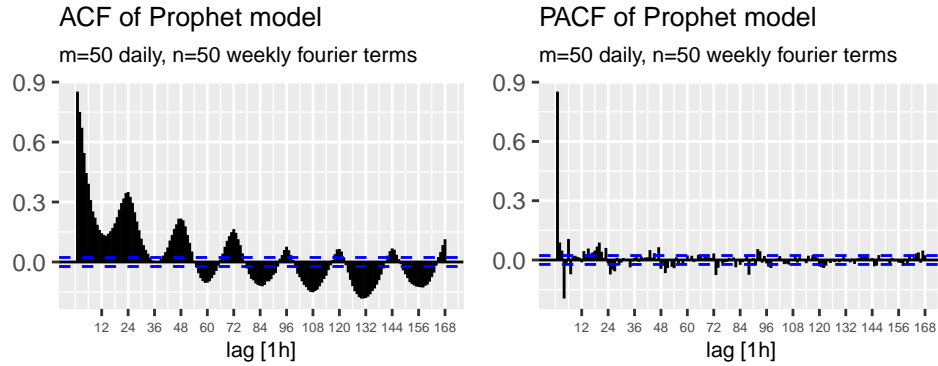 ACF of Prophet model
m=50 daily, n=50 weekly fourier terms
0.9
0.6
0.3
0.0
12 24 36 48 60 72 84 96 108 120 132 144 156 168
lag [1h]
PACF of Prophet model
m=50 daily, n=50 weekly fourier terms
0.9
0.6
0.3
0.0
12 24 36 48 60 72 84 96 108 120 132 144 156 168
lag [1h]